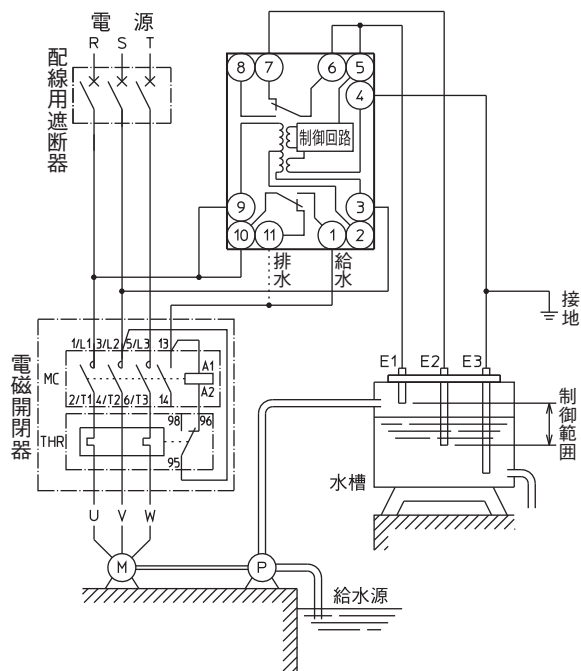 電 源
R S T
配線用遮断器
8 7 6 5
4
制御回路
9 3
10 11 1 2
排水
給水
接地
電磁開閉器
1/L1 3/L2 5/L3 13
MC
A1
A2
2/T1 4/T2 6/T3 14
THR
98 96
95
U V W
M
P
E1 E2 E3
制御範囲
水槽
給水源